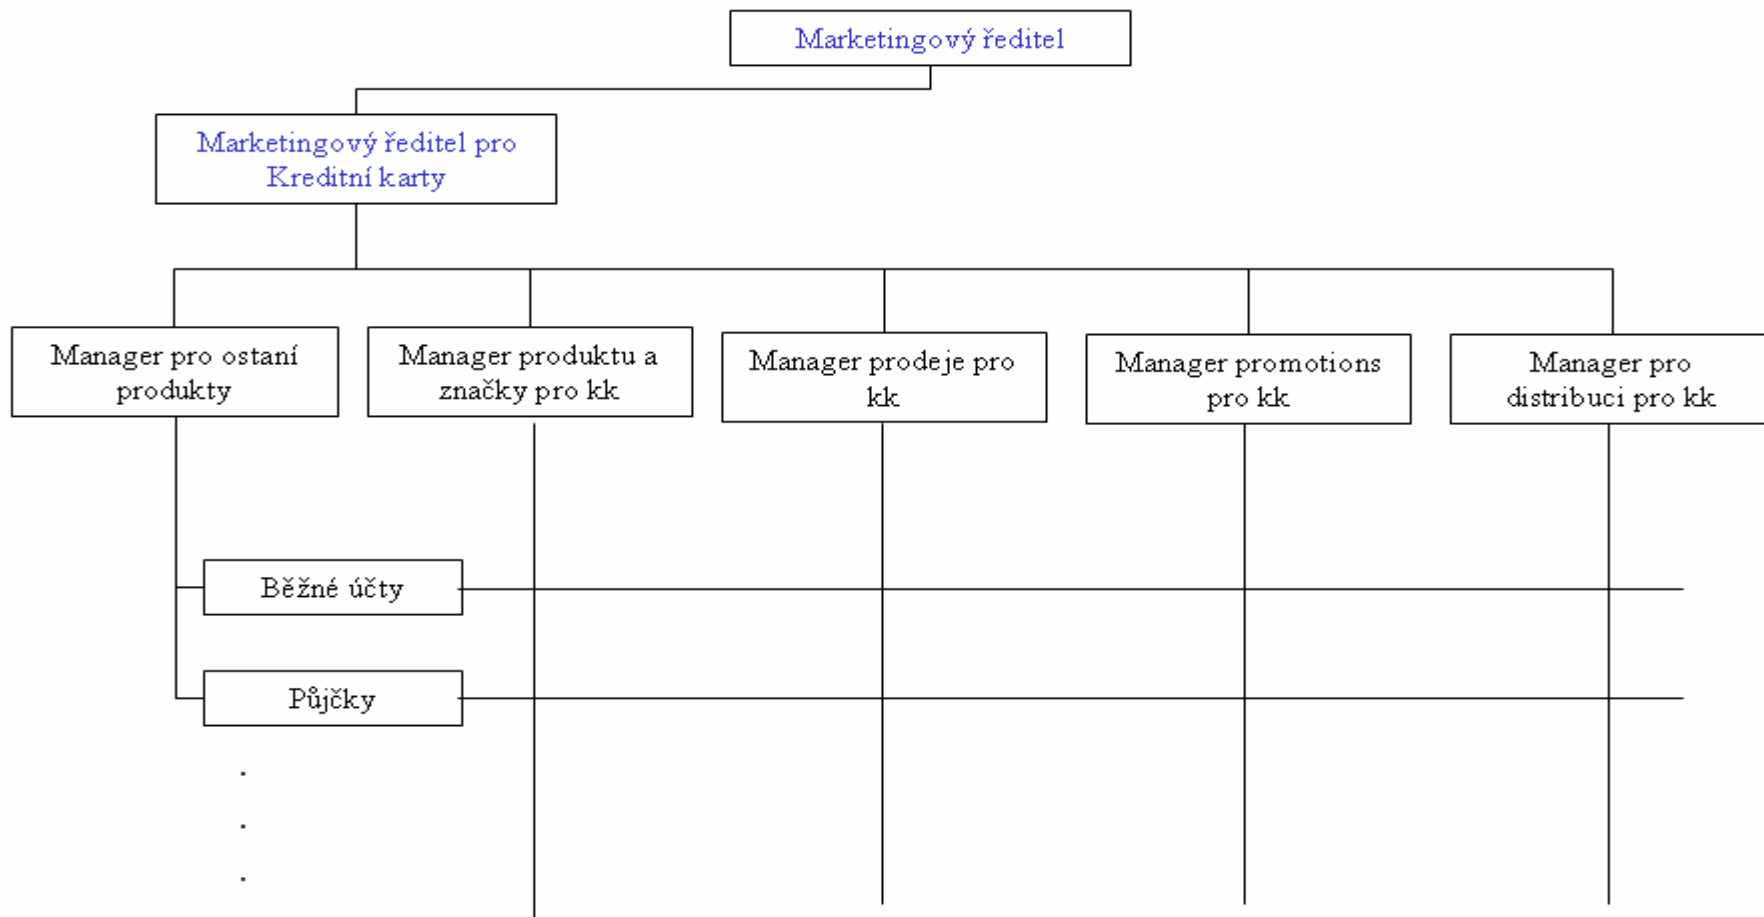 Marketingový ředitel
Marketingový ředitel pro
Kreditní karty
Manager pro ostaní
produkty
Manager produktu a
značky pro kk
Manager prodeje pro
kk
Manager promotions
pro kk
Manager pro
distribuci pro kk
Běžné účty
Půjčky
.
.
.